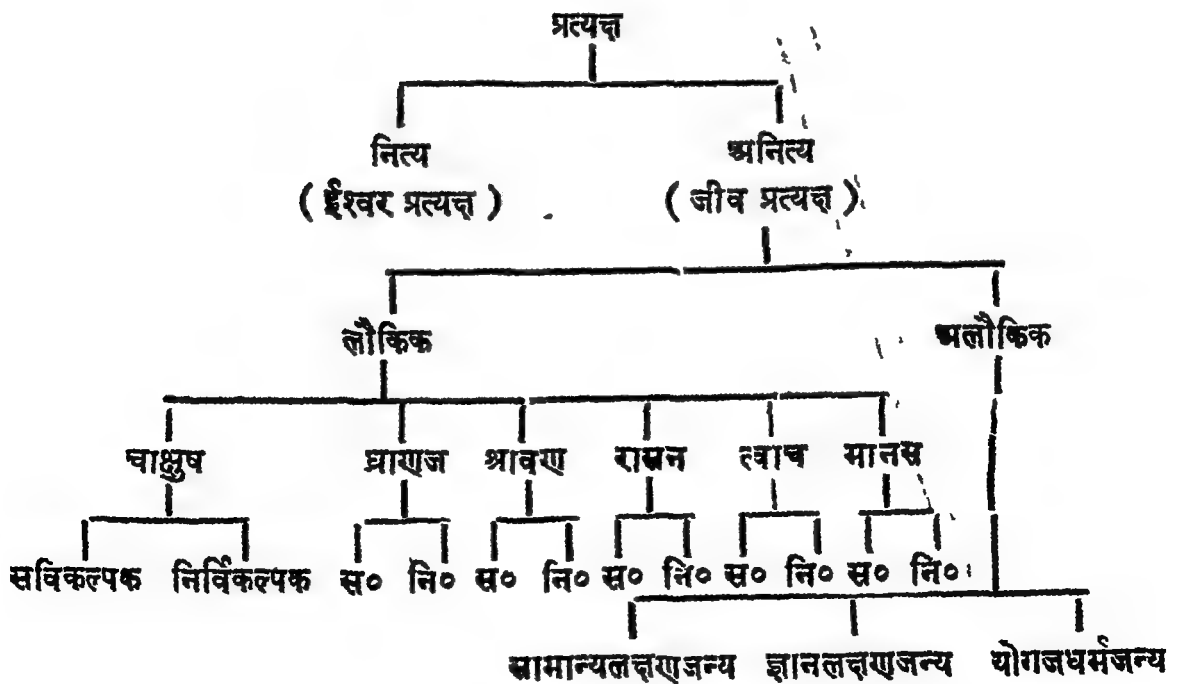 प्रत्यक्ष
नित्य अनित्य
( ईश्वर प्रत्यक्ष ) ( जीव प्रत्यक्ष )
लौकिक अलौकिक
चाक्षुष घ्राणज श्रावण रासन त्वाच मानस
सविकल्पक निर्विकल्पक स० नि० स० नि० स० नि० स० नि० स० नि०
सामान्यलक्षणजन्य ज्ञानलक्षणजन्य योगजधर्मजन्य